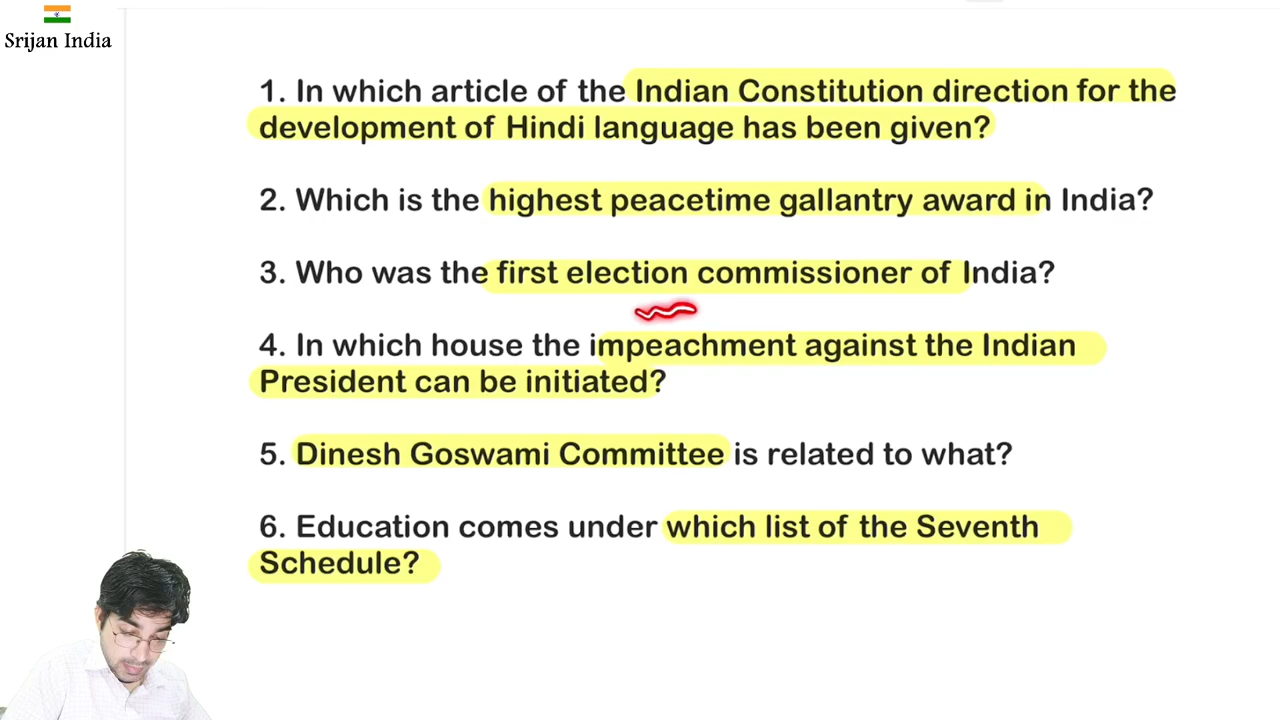 Srijan India
1. In which article of the Indian Constitution direction for the
development of Hindi language has been given?
2. Which is the highest peacetime gallantry award in India?
3. Who was the first election commissioner of India?
4. In which house the impeachment against the Indian
President can be initiated?
5. Dinesh Goswami Committee is related to what?
6. Education comes under which list of the Seventh
Schedule?